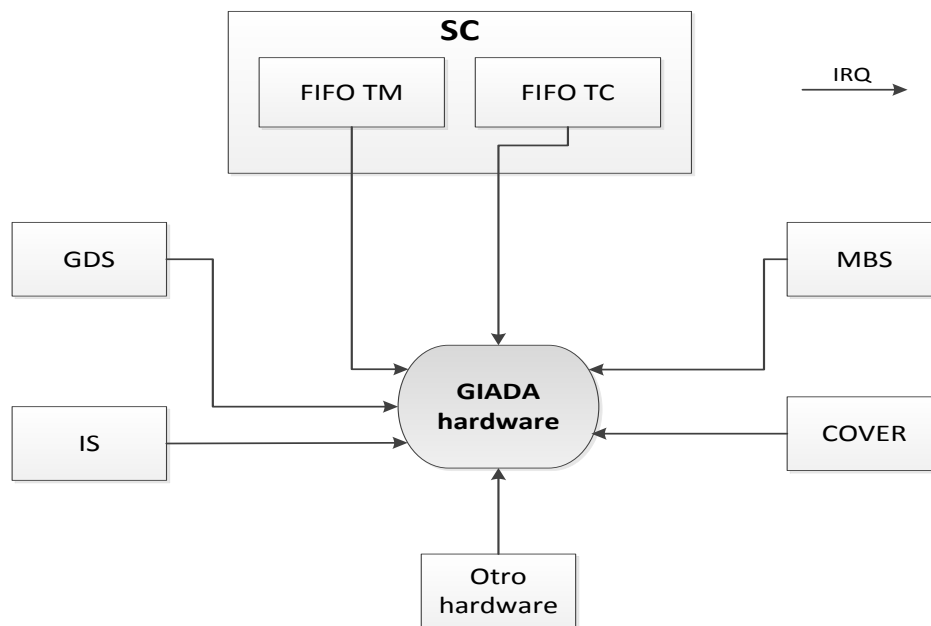 SC
FIFO TM
FIFO TC
IRQ
GDS
MBS
GIADA
hardware
IS
COVER
Otro
hardware